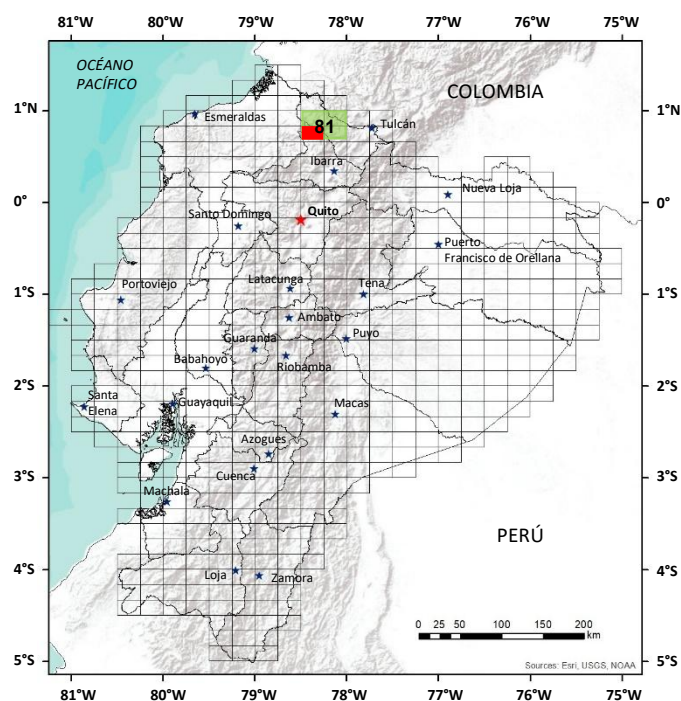 81°W 80°W 79°W 78°W 77°W 76°W 75°W
OCÉANO
PACÍFICO
COLOMBIA
1°N 1°N
Esmeraldas
81
Tulcán
Ibarra
Nueva Loja
0° 0°
Santo Domingo
Quito
Puerto
Francisco de Orellana
Latacunga
Tena
Portoviejo
1°S 1°S
Ambato
Guaranda
Puyo
Babahoyo
Riobamba
2°S 2°S
Santa
Elena
Guayaquil
Macas
Azogues
3°S 3°S
Cuenca
Machala
PERÚ
4°S 4°S
Loja
Zamora
0 25 50 100 150 200
km
5°S 5°S
Sources: Esri, USGS, NOAA
81°W 80°W 79°W 78°W 77°W 76°W 75°W